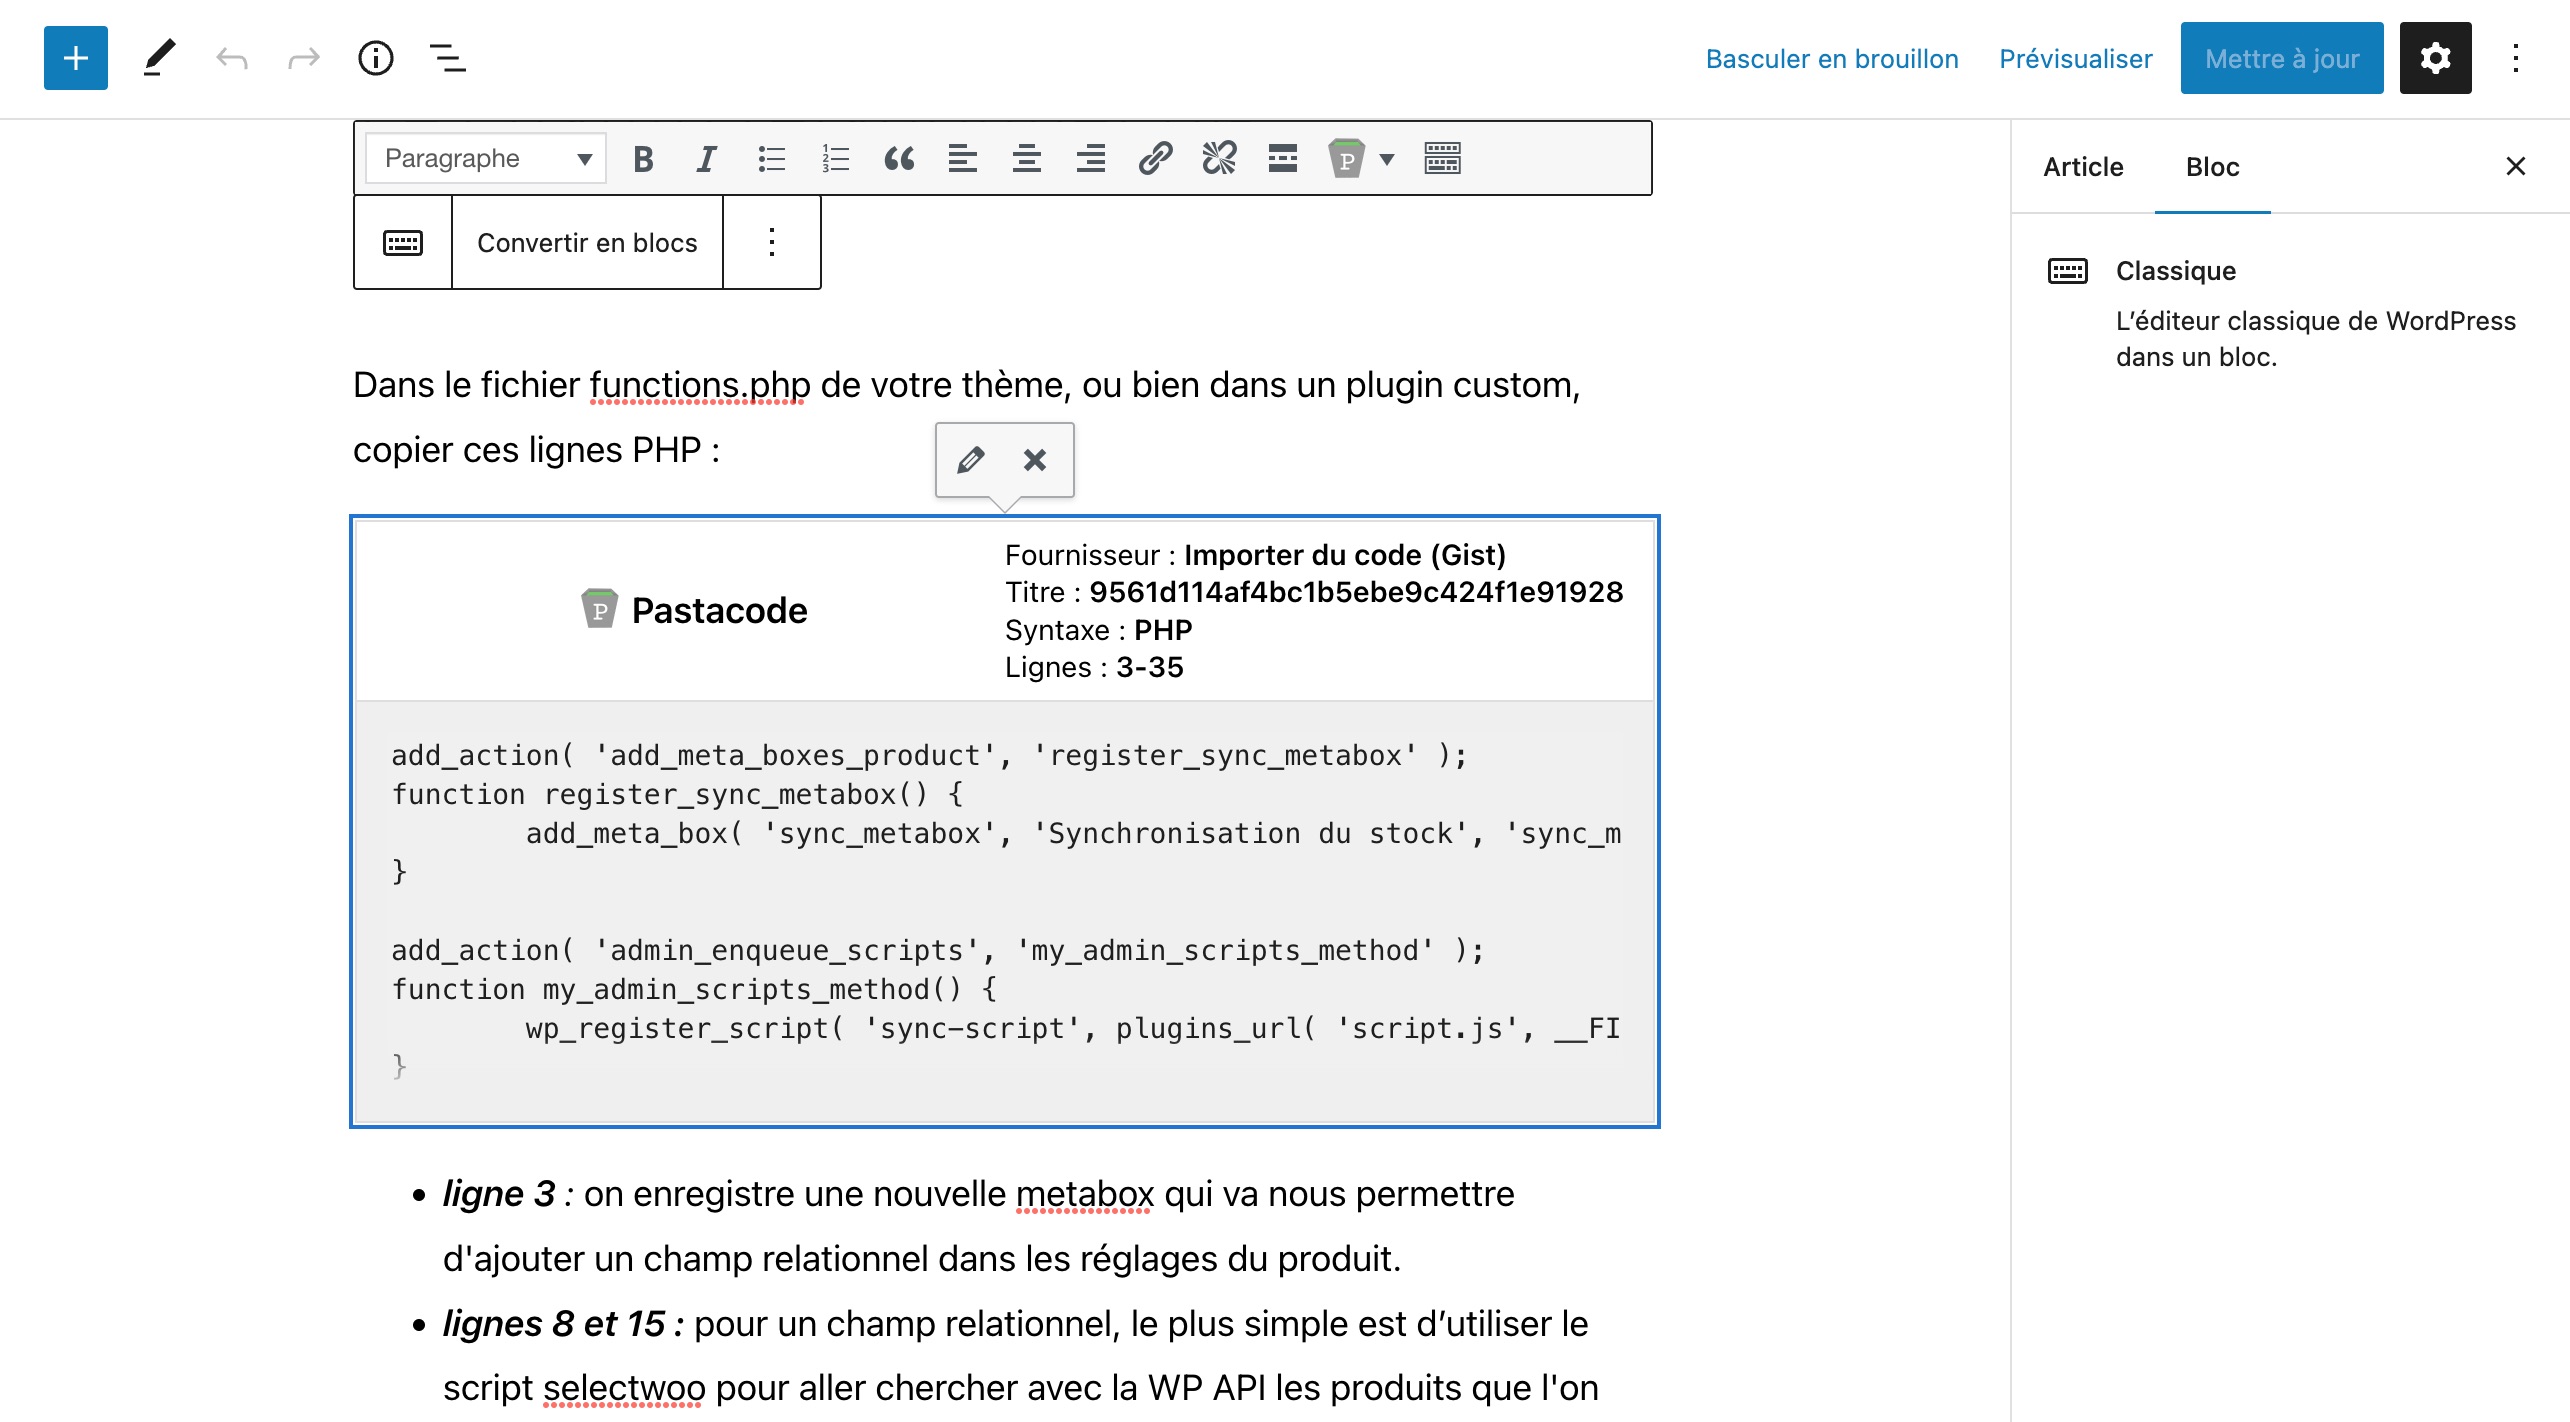 Basculer en brouillon Prévisualiser Mettre à jour
Paragraphe
Convertir en blocs
Article Bloc
Classique
L’éditeur classique de WordPress
dans un bloc.
Dans le fichier functions.php de votre thème, ou bien dans un plugin custom,
copier ces lignes PHP :
Pastacode
Fournisseur : Importer du code (Gist)
Titre : 9561d114af4bc1b5ebe9c424f1e91928
Syntaxe : PHP
Lignes : 3-35
add_action( 'add_meta_boxes_product', 'register_sync_metabox' );
function register_sync_metabox() {
	add_meta_box( 'sync_metabox', 'Synchronisation du stock', 'sync_m
}

add_action( 'admin_enqueue_scripts', 'my_admin_scripts_method' );
function my_admin_scripts_method() {
	wp_register_script( 'sync-script', plugins_url( 'script.js', __FI
}
• ligne 3 : on enregistre une nouvelle metabox qui va nous permettre
d'ajouter un champ relationnel dans les réglages du produit.
• lignes 8 et 15 : pour un champ relationnel, le plus simple est d’utiliser le
script selectwoo pour aller chercher avec la WP API les produits que l'on